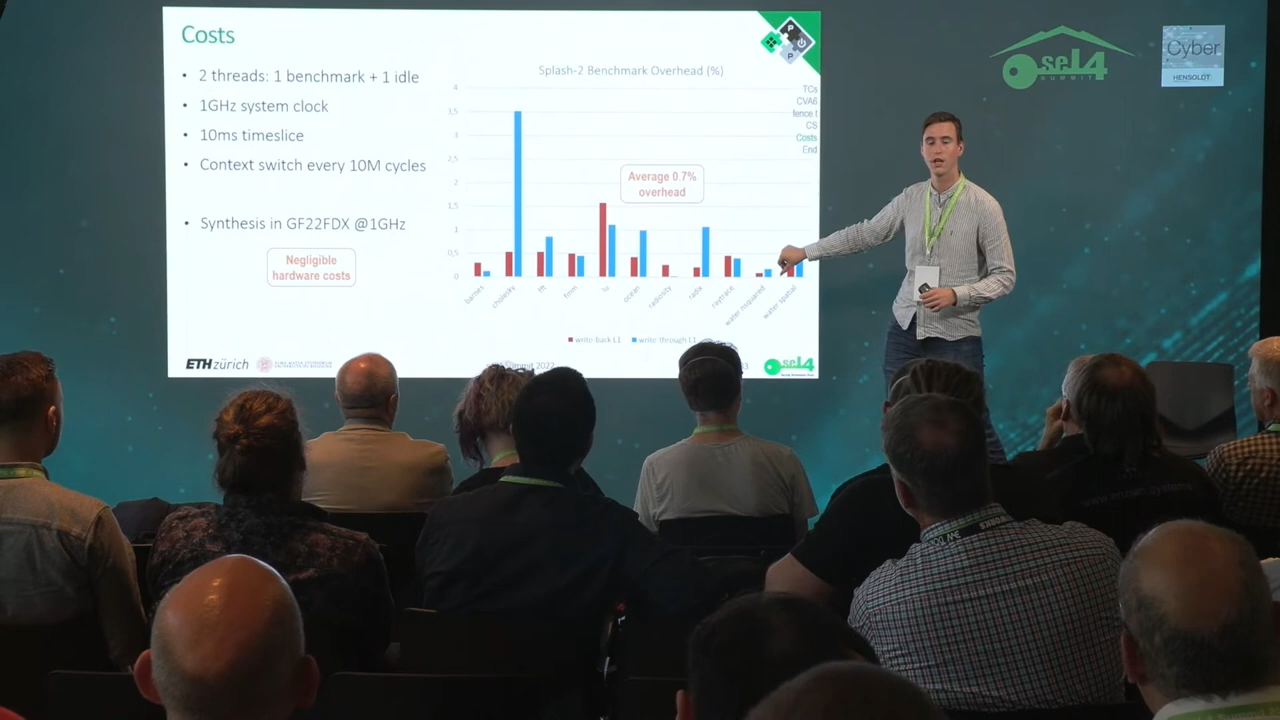 Costs
• 2 threads: 1 benchmark + 1 idle
• 1GHz system clock
• 10ms timeslice
• Context switch every 10M cycles
• Synthesis in GF22FDX @1GHz
Negligible
hardware costs
Splash-2 Benchmark Overhead (%)
4
3,5
3
2,5
2
1,5
1
0,5
0
Average 0.7%
overhead
barnes
cholesky
fft
fmm
lu
ocean
radiosity
radix
raytrace
water nsquared
water spatial
write-back L1
write-through L1
TCs
CVA6
fence t
CS
Costs
End
P
P
ETH zürich
Summit 2022
seL4
seL4
SUMMIT
Cyber
HENSOLDT